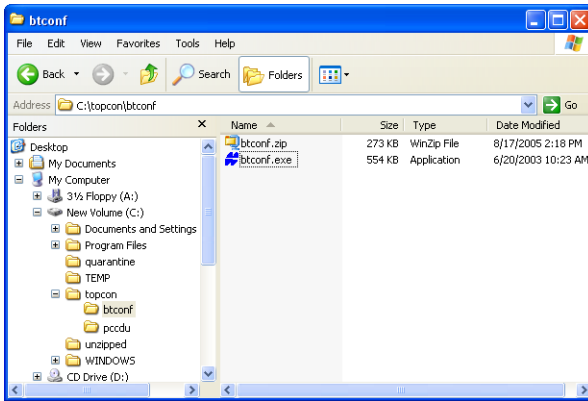 btconf
File Edit View Favorites Tools Help
Back Search Folders
Address C:\topcon\btconf Go
Folders
Name Size Type Date Modified
btconf.zip 273 KB WinZip File 8/17/2005 2:18 PM
btconf.exe 554 KB Application 6/20/2003 10:23 AM
Desktop
My Documents
My Computer
3½ Floppy (A:)
New Volume (C:)
Documents and Settings
Program Files
quarantine
TEMP
topcon
btconf
pccdu
unzipped
WINDOWS
CD Drive (D:)